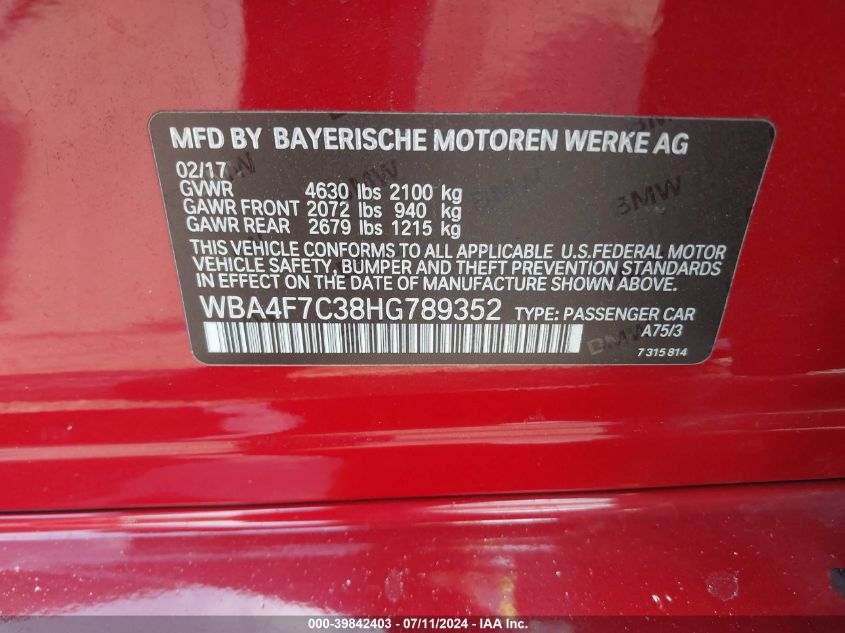 MFD BY BAYERISCHE MOTOREN WERKE AG
02/17
GVWR 4630 lbs 2100 kg
GAWR FRONT 2072 lbs 940 kg
GAWR REAR 2679 lbs 1215 kg
THIS VEHICLE CONFORMS TO ALL APPLICABLE U.S.FEDERAL MOTOR
VEHICLE SAFETY, BUMPER AND THEFT PREVENTION STANDARDS
IN EFFECT ON THE DATE OF MANUFACTURE SHOWN ABOVE.
WBA4F7C38HG789352 TYPE: PASSENGER CAR
A75/3
BMW
BMW
7 315 814
000-39842403 - 07/11/2024 - IAA Inc.